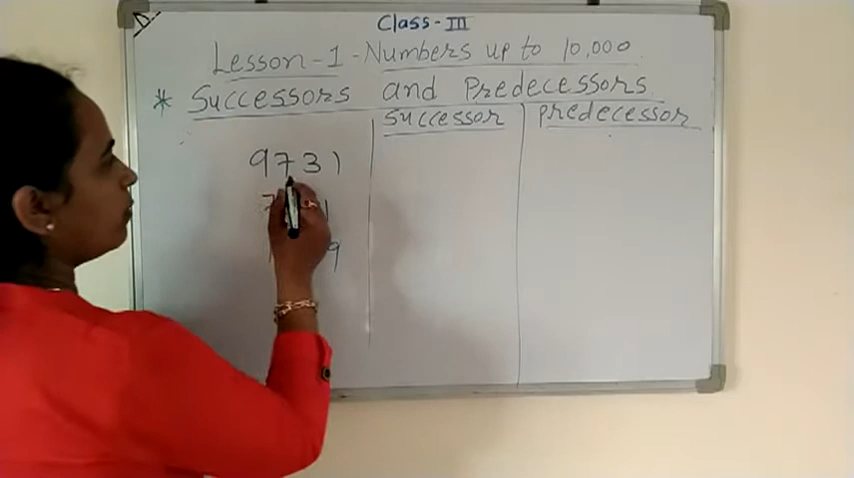 D.
Class - III
Lesson - 1 - Numbers up to 10,000
* Successors and Predecessors
Successor predecessor
9731